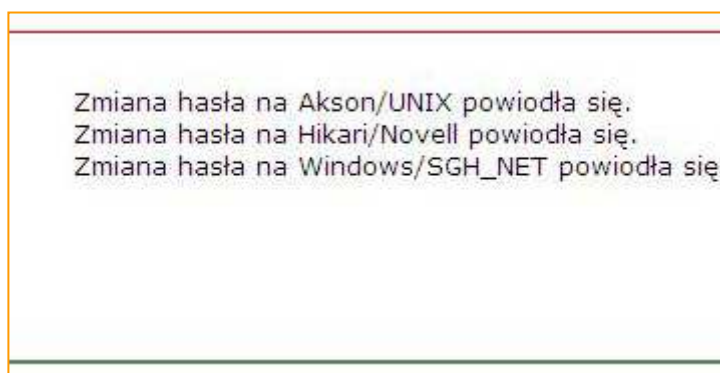 Zmiana hasła na Akson/UNIX powiodła się.
Zmiana hasła na Hikari/Novell powiodła się.
Zmiana hasła na Windows/SGH_NET powiodła się